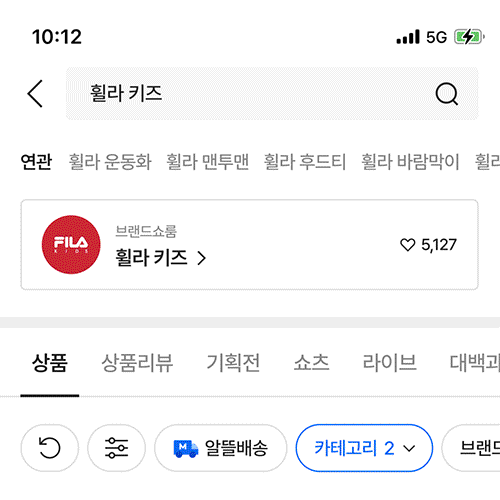 10:12 5G
휠라 키즈
연관 휠라 운동화 휠라 맨투맨 휠라 후드티 휠라 바람막이 휠라
브랜드쇼룸
FILA
KIDS
휠라 키즈
5,127
상품 상품리뷰 기획전 쇼츠 라이브 대백과
M 알뜰배송 카테고리 2 브랜드